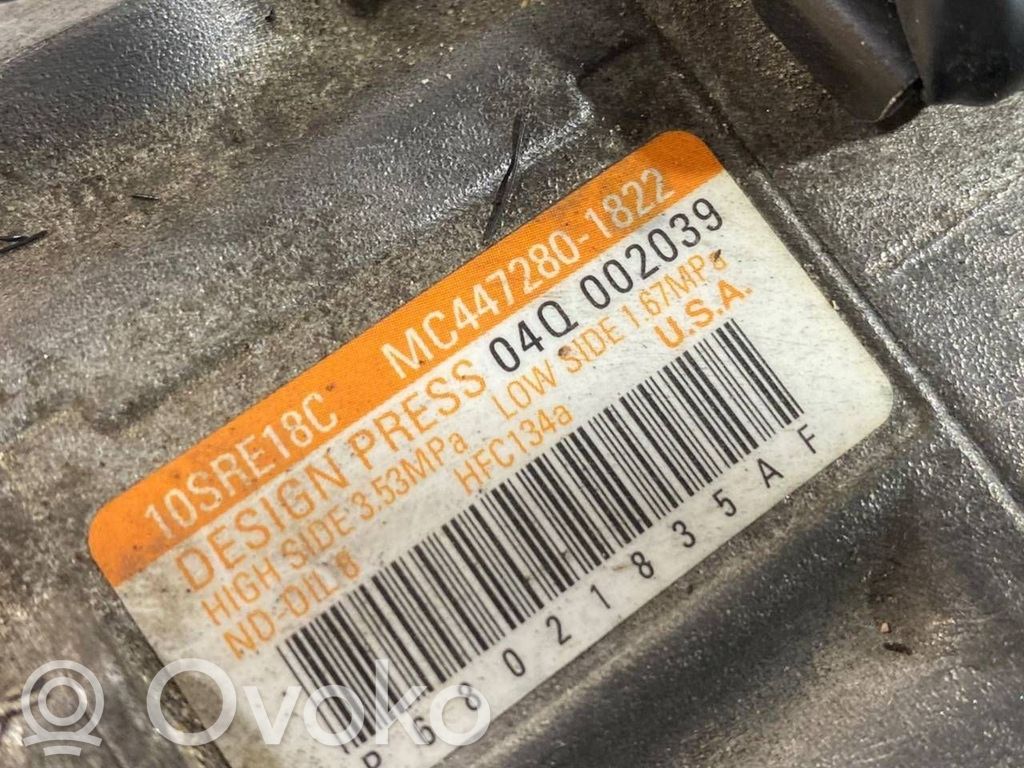 10SRE18C MC447280-1822
DESIGN PRESS 04Q 002039
HIGH SIDE 3.53MPa LOW SIDE 1.67MPa
ND-OIL 8 HFC134a U.S.A.
P68021835AF
Ovoko